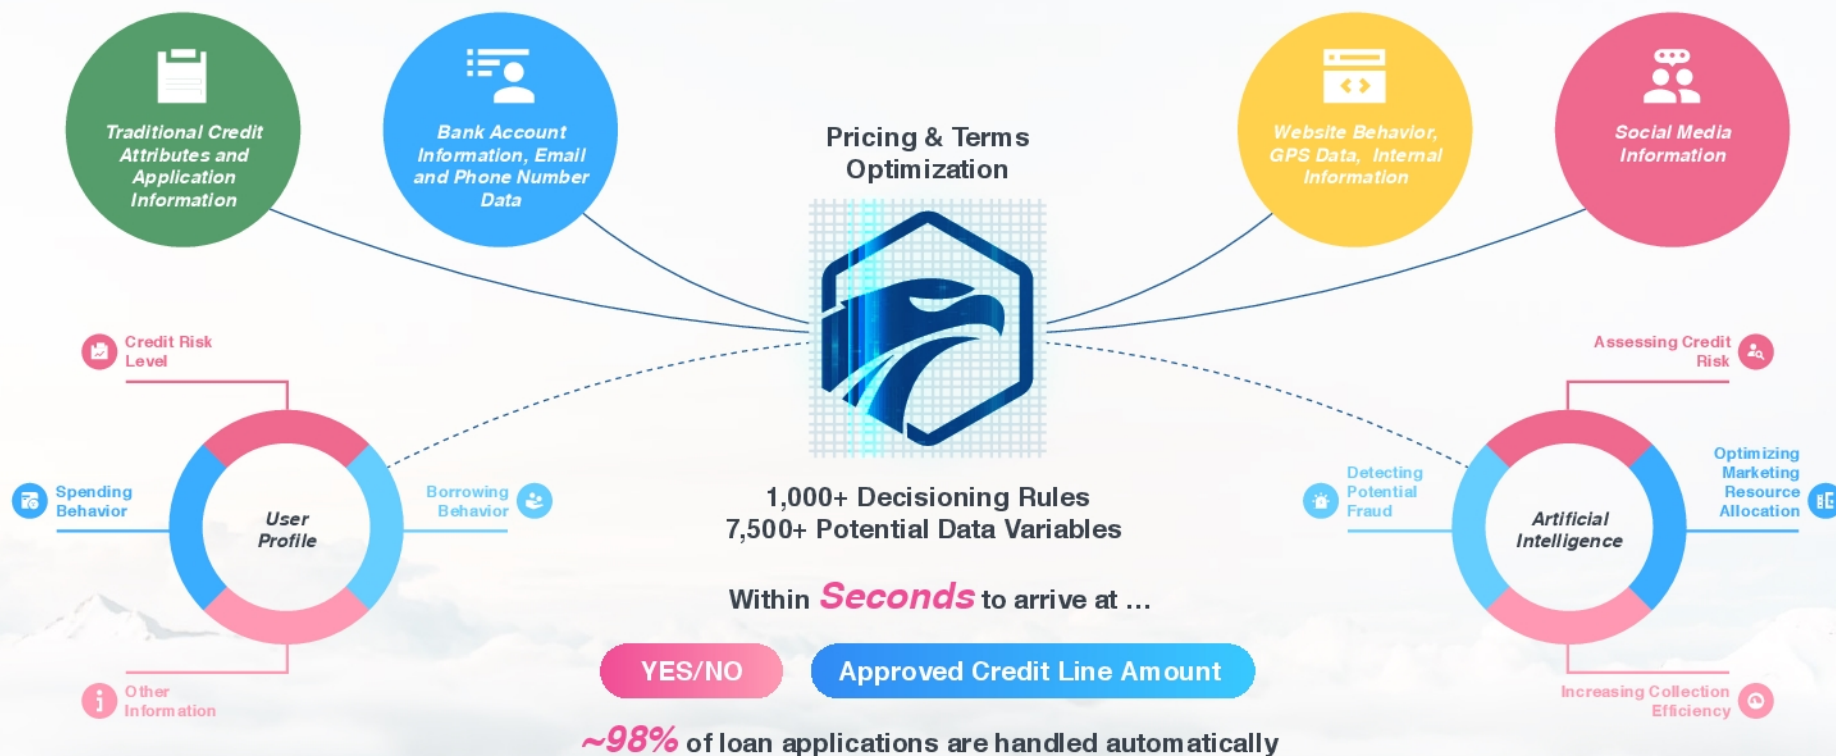 Traditional Credit
Attributes and
Application
Information
Bank Account
Information, Email
and Phone Number
Data
Pricing & Terms
Optimization
Website Behavior,
GPS Data, Internal
Information
Social Media
Information
Credit Risk
Level
Spending
Behavior
User
Profile
Borrowing
Behavior
Other
Information
1,000+ Decisioning Rules
7,500+ Potential Data Variables
Within Seconds to arrive at ...
YES/NO
Approved Credit Line Amount
~98% of loan applications are handled automatically
Assessing Credit
Risk
Detecting
Potential
Fraud
Artificial
Intelligence
Optimizing
Marketing
Resource
Allocation
Increasing Collection
Efficiency